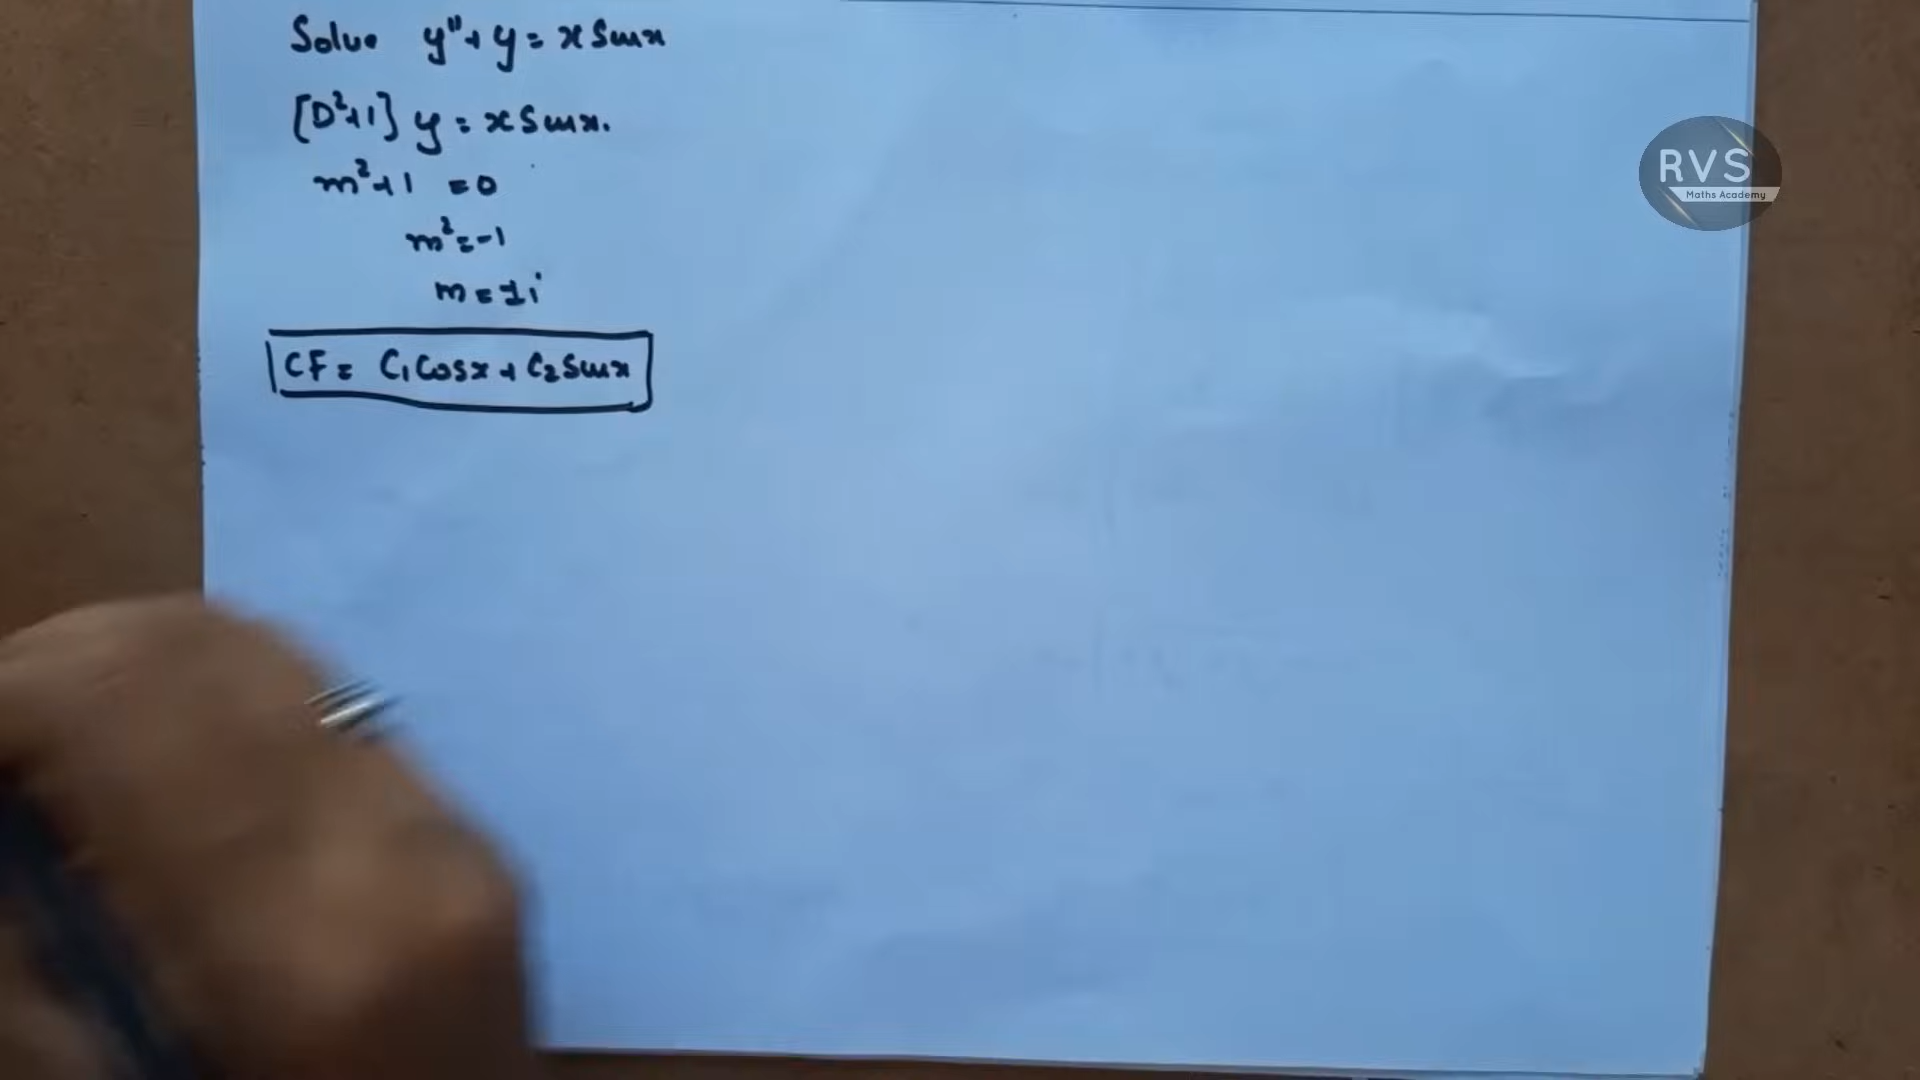 Solve y"+y = x Sinx
[D²+1] y = x Sinx.
m²+1 = 0
m² = -1
m = ±i
CF = C₁Cosx + C₂Sinx
RVS
Maths Academy